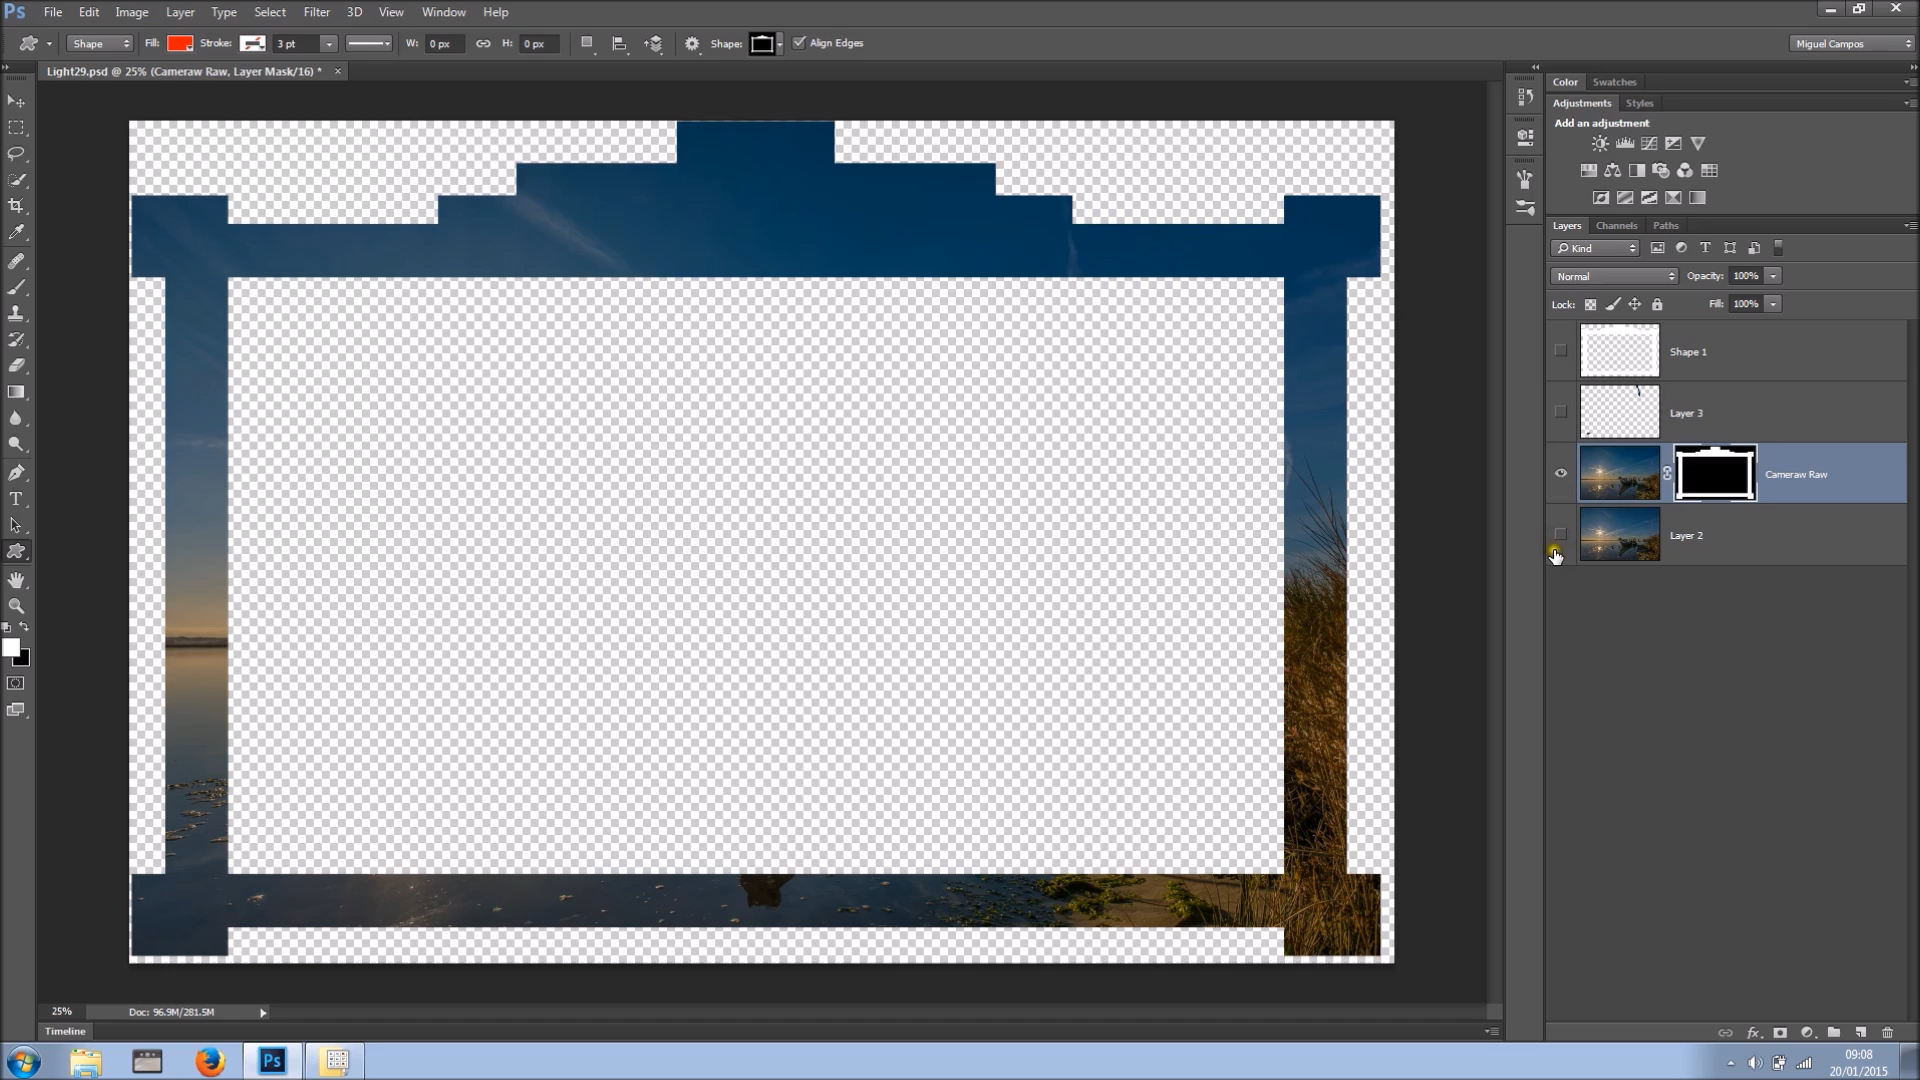 Ps File Edit Image Layer Type Select Filter 3D View Window Help
Shape Fill: Stroke: 3 pt W: 0 px H: 0 px Shape: Align Edges Miguel Campos
Light29.psd @ 25% (Cameraw Raw, Layer Mask/16) * ×
Color Swatches
Adjustments Styles
Add an adjustment
Layers Channels Paths
Kind
Normal Opacity: 100%
Lock: Fill: 100%
Shape 1
Layer 3
Cameraw Raw
Layer 2
25% Doc: 96.9M/281.5M
Timeline
Ps
09:08
20/01/2015